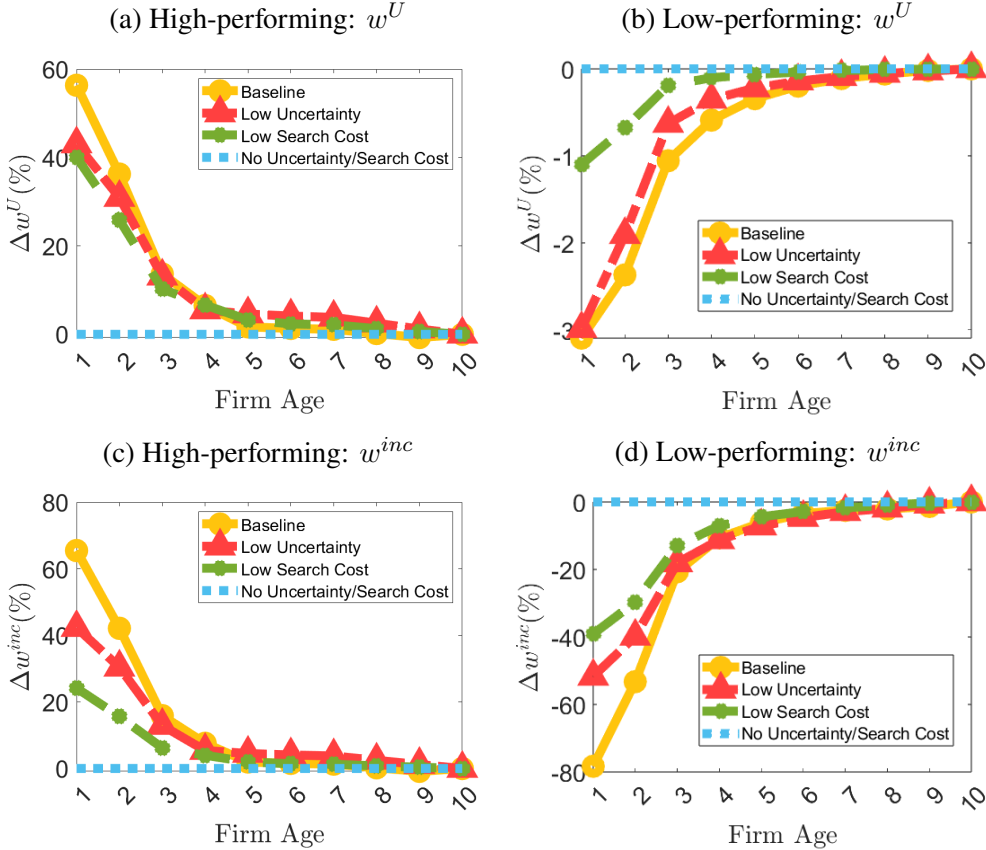 (a) High-performing: w^U
60
40
20
0
Δw^U(%)
Baseline
Low Uncertainty
Low Search Cost
No Uncertainty/Search Cost
1 2 3 4 5 6 7 8 9 10
Firm Age
(b) Low-performing: w^U
0
-1
-2
-3
Δw^U(%)
Baseline
Low Uncertainty
Low Search Cost
No Uncertainty/Search Cost
1 2 3 4 5 6 7 8 9 10
Firm Age
(c) High-performing: w^{inc}
80
60
40
20
0
Δw^{inc}(%)
Baseline
Low Uncertainty
Low Search Cost
No Uncertainty/Search Cost
1 2 3 4 5 6 7 8 9 10
Firm Age
(d) Low-performing: w^{inc}
0
-20
-40
-60
-80
Δw^{inc}(%)
Baseline
Low Uncertainty
Low Search Cost
No Uncertainty/Search Cost
1 2 3 4 5 6 7 8 9 10
Firm Age